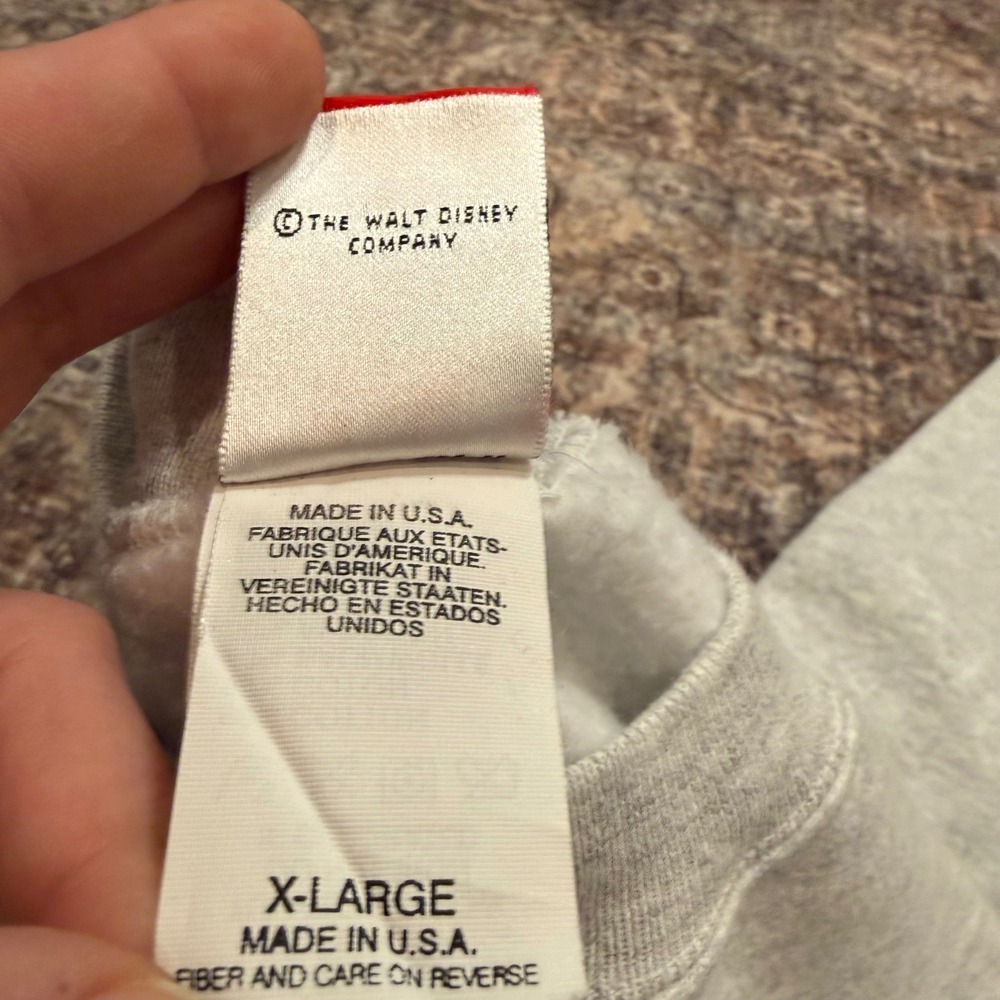 ©THE WALT DISNEY
COMPANY
MADE IN U.S.A.
FABRIQUE AUX ETATS-
UNIS D'AMERIQUE.
FABRIKAT IN
VEREINIGTE STAATEN.
HECHO EN ESTADOS
UNIDOS
X-LARGE
MADE IN U.S.A.
FIBER AND CARE ON REVERSE